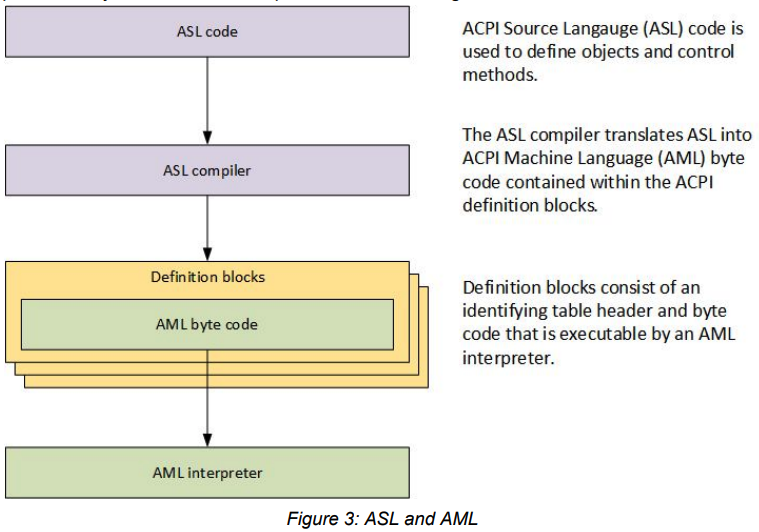 ASL code
ACPI Source Langauge (ASL) code is
used to define objects and control
methods.
The ASL compiler translates ASL into
ACPI Machine Language (AML) byte
code contained within the ACPI
definition blocks.
ASL compiler
Definition blocks
AML byte code
Definition blocks consist of an
identifying table header and byte
code that is executable by an AML
interpreter.
AML interpreter
Figure 3: ASL and AML